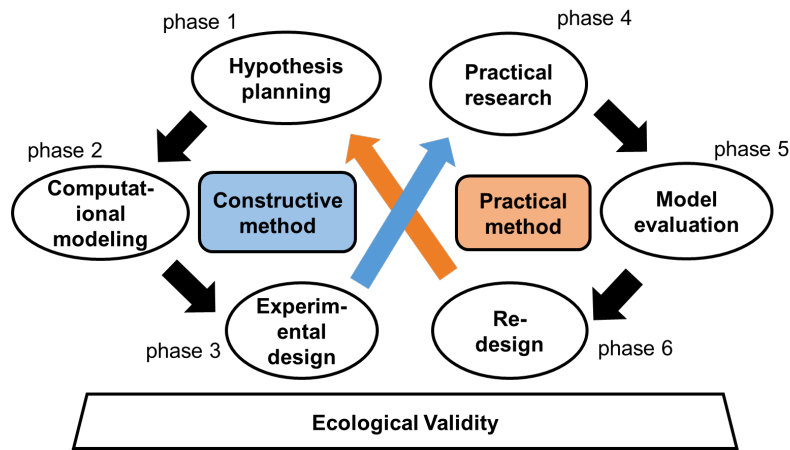 phase 1
Hypothesis
planning
phase 2
Computat-
ional
modeling
Constructive
method
phase 3
Experim-
ental
design
phase 4
Practical
research
phase 5
Model
evaluation
Practical
method
Re-
design
phase 6
Ecological Validity